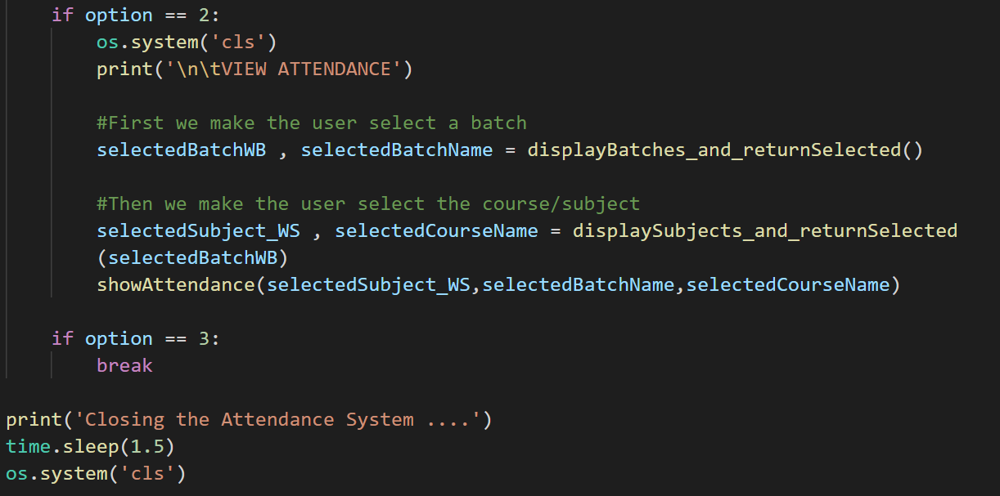 if option == 2:
os.system('cls')
print('\n\tVIEW ATTENDANCE')
#First we make the user select a batch
selectedBatchWB , selectedBatchName = displayBatches_and_returnSelected()
#Then we make the user select the course/subject
selectedSubject_WS , selectedCourseName = displaySubjects_and_returnSelected
(selectedBatchWB)
showAttendance(selectedSubject_WS,selectedBatchName,selectedCourseName)
if option == 3:
break
print('Closing the Attendance System ....')
time.sleep(1.5)
os.system('cls')